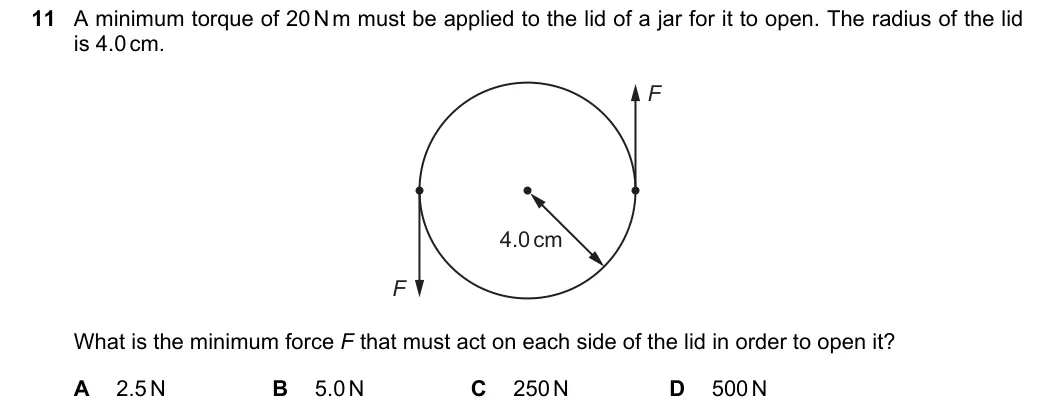 11 A minimum torque of 20 N m must be applied to the lid of a jar for it to open. The radius of the lid
is 4.0 cm.
F
4.0 cm
F
What is the minimum force F that must act on each side of the lid in order to open it?
A 2.5 N B 5.0 N C 250 N D 500 N